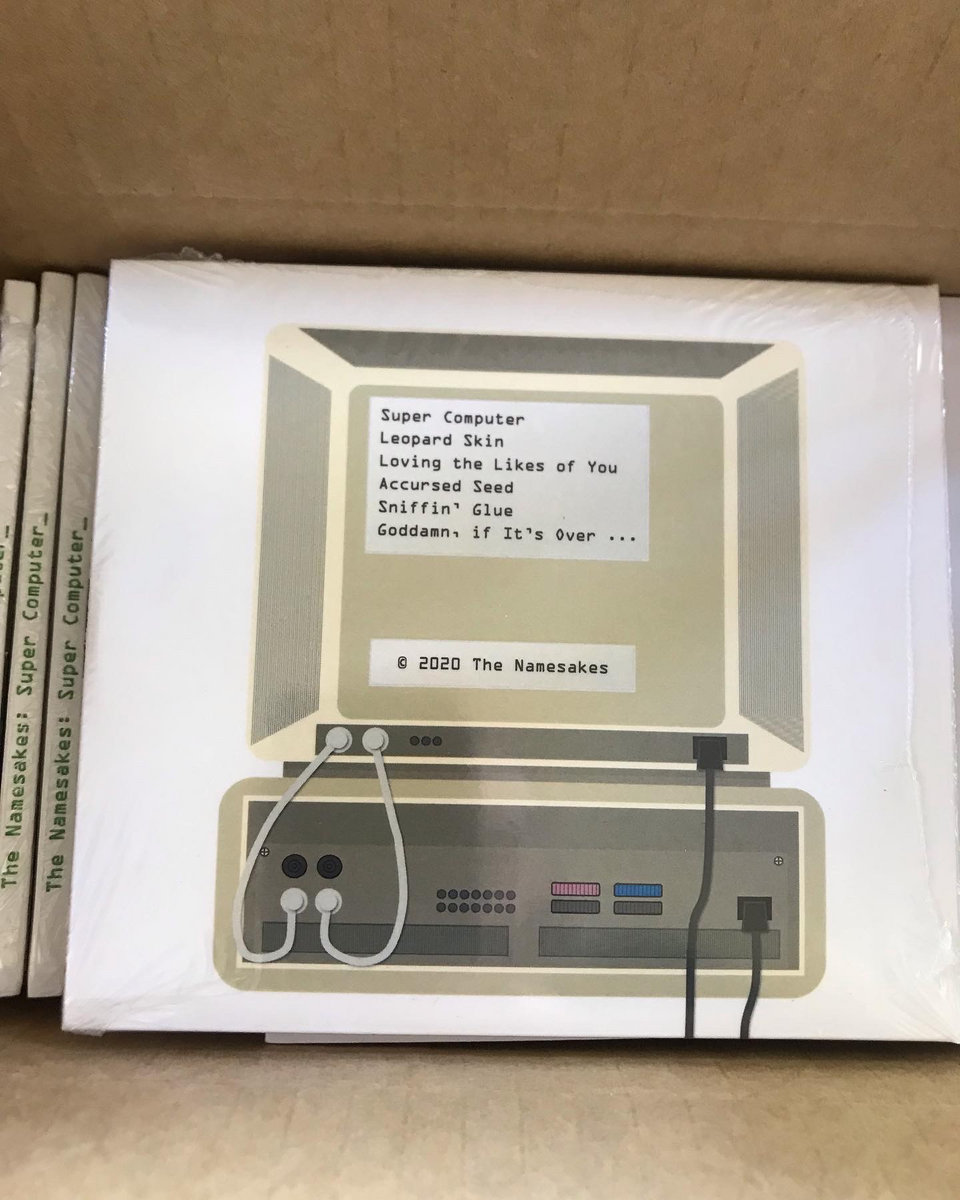 Super Computer
Leopard Skin
Loving the Likes of You
Accursed Seed
Sniffin' Glue
Goddamn, if It's Over ...
© 2020 The Namesakes
The Namesakes: Super Computer_
The Namesakes: Super Computer_